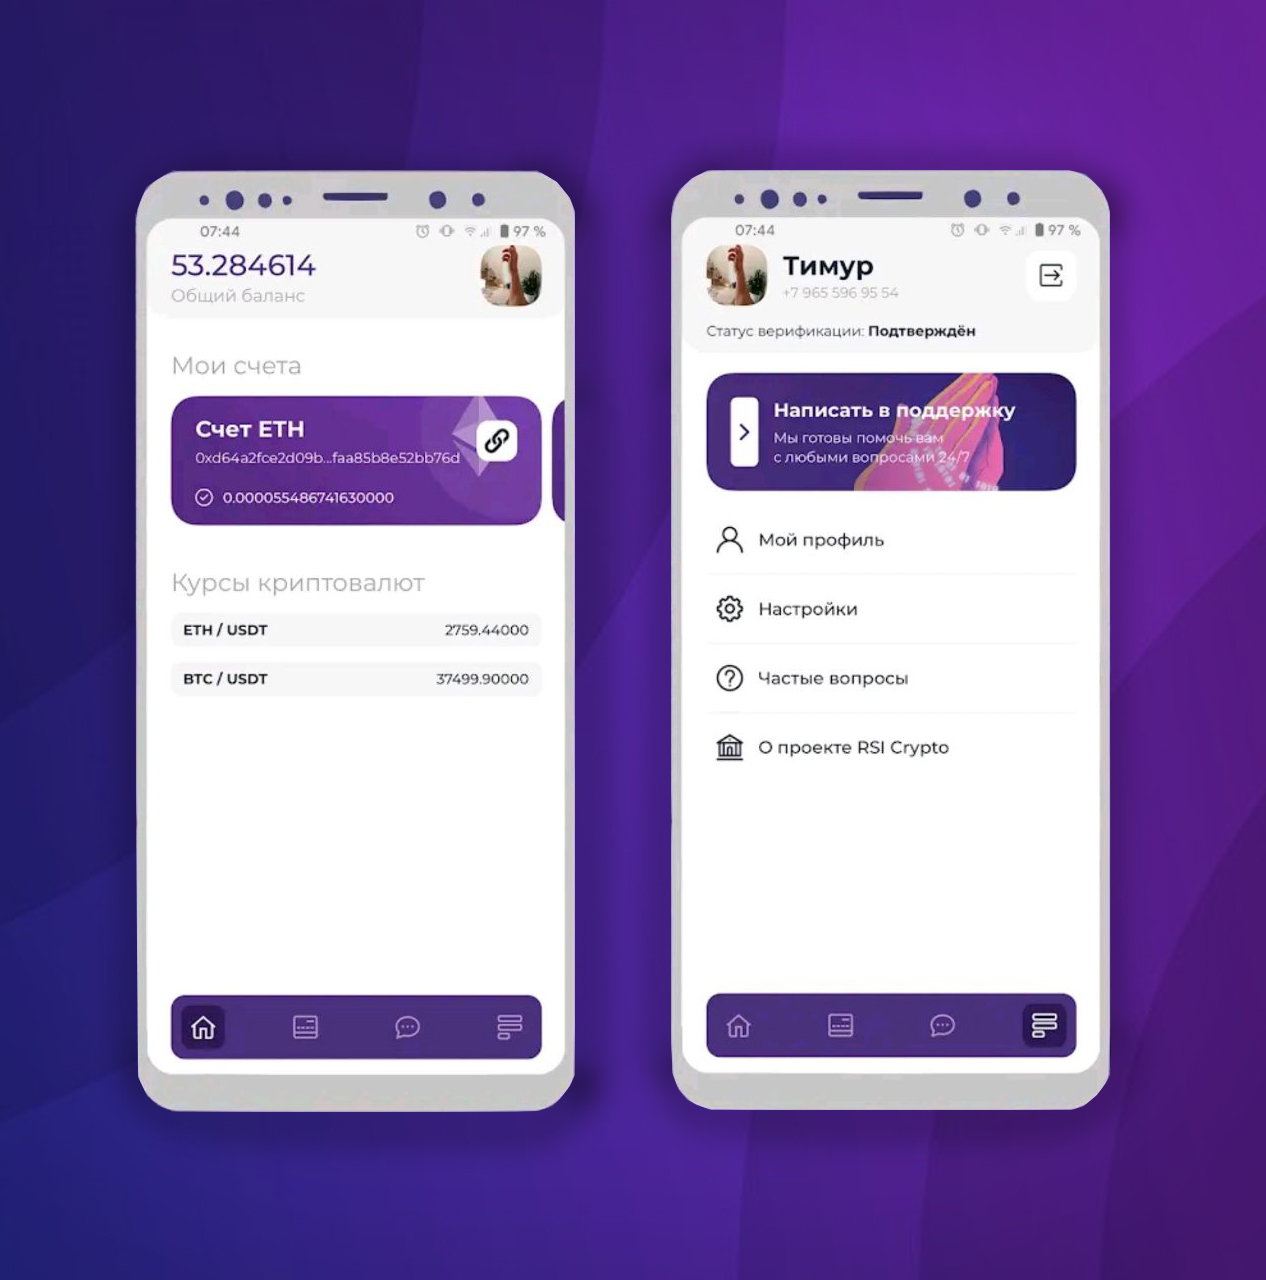 07:44
97 %
53.284614
Общий баланс
Мои счета
Счет ETH
0xd64a2fce2d09b...faa85b8e52bb76d
0.000055486741630000
Курсы криптовалют
ETH / USDT 2759.44000
BTC / USDT 37499.90000
07:44
97 %
Тимур
+7 965 596 95 54
Статус верификации: Подтверждён
Написать в поддержку
Мы готовы помочь вам
с любыми вопросами 24/7
Мой профиль
Настройки
Частые вопросы
О проекте RSI Crypto